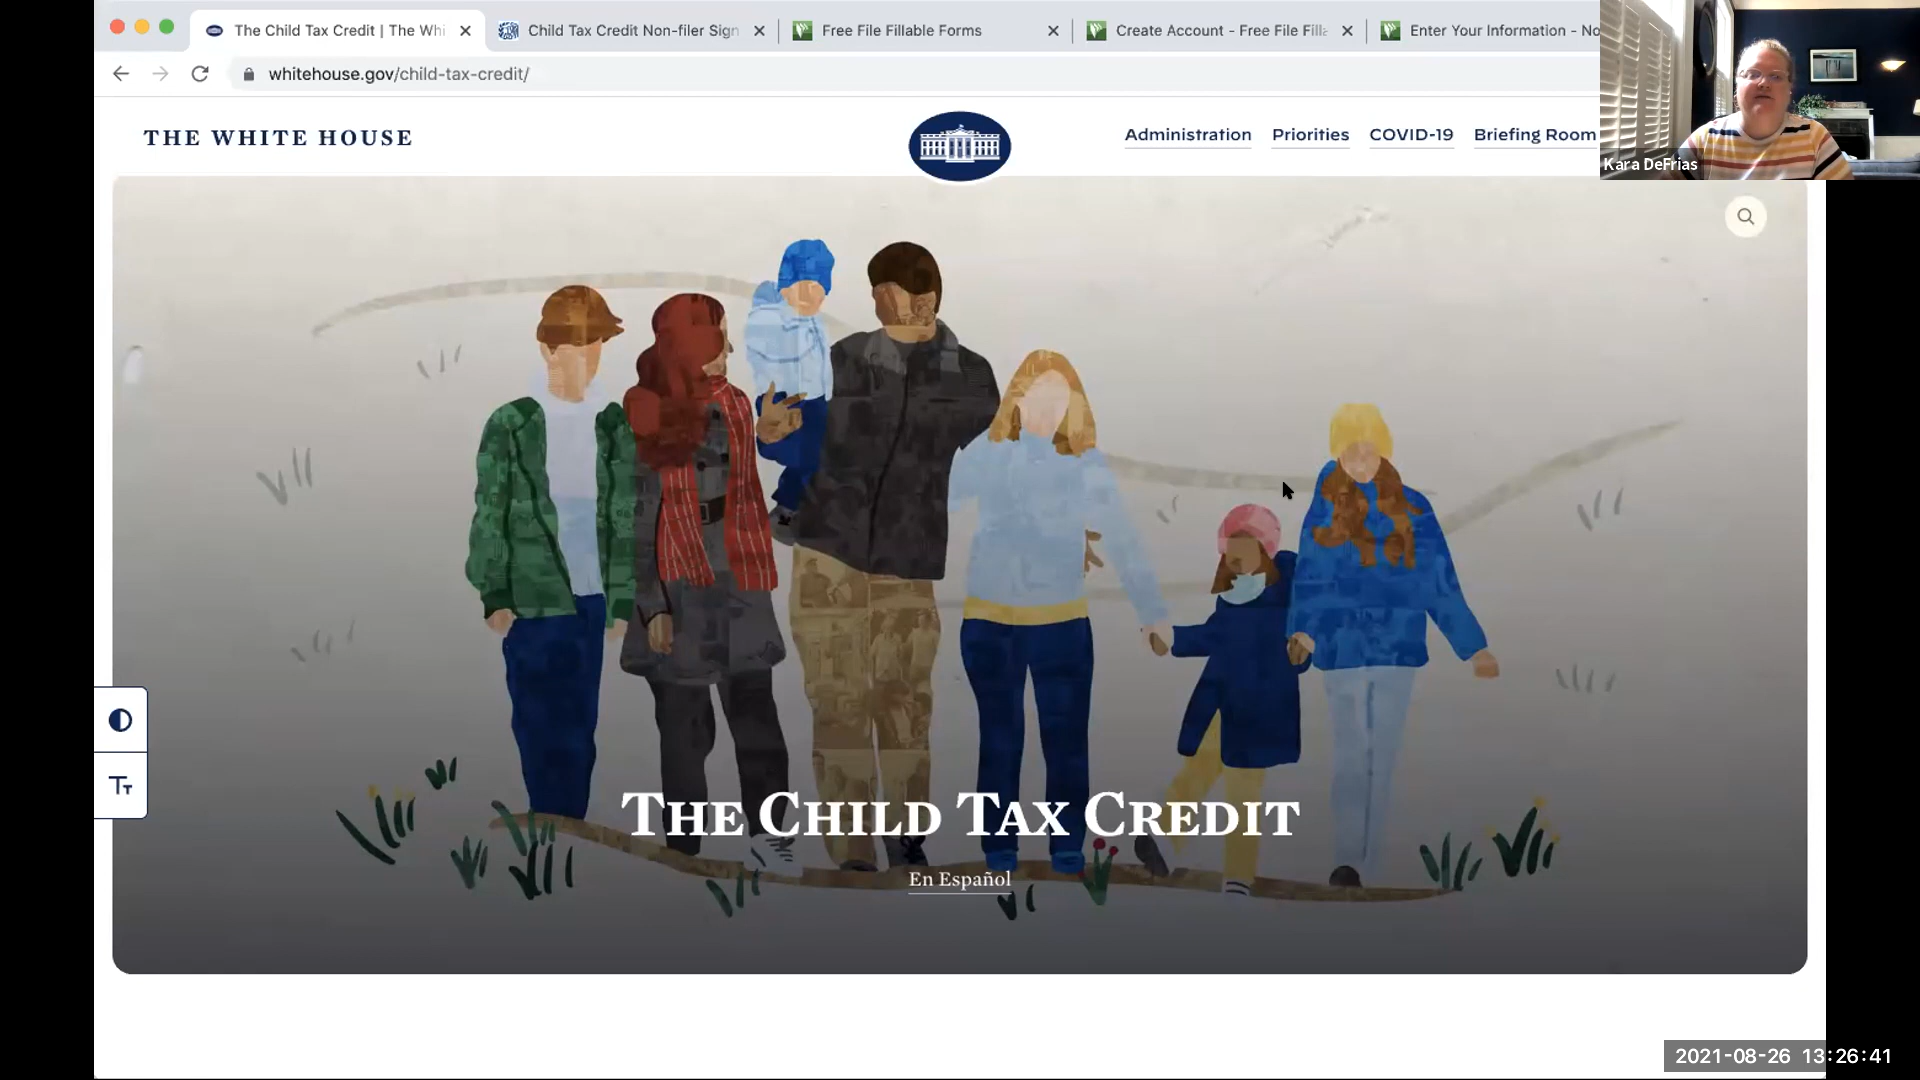 The Child Tax Credit | The Whi
Child Tax Credit Non-filer Sign
Free File Fillable Forms
Create Account - Free File Filla
Enter Your Information - No
whitehouse.gov/child-tax-credit/
THE WHITE HOUSE
Administration
Priorities
COVID-19
Briefing Room
Kara DeFrias
Tт
THE CHILD TAX CREDIT
En Español
2021-08-26 13:26:41